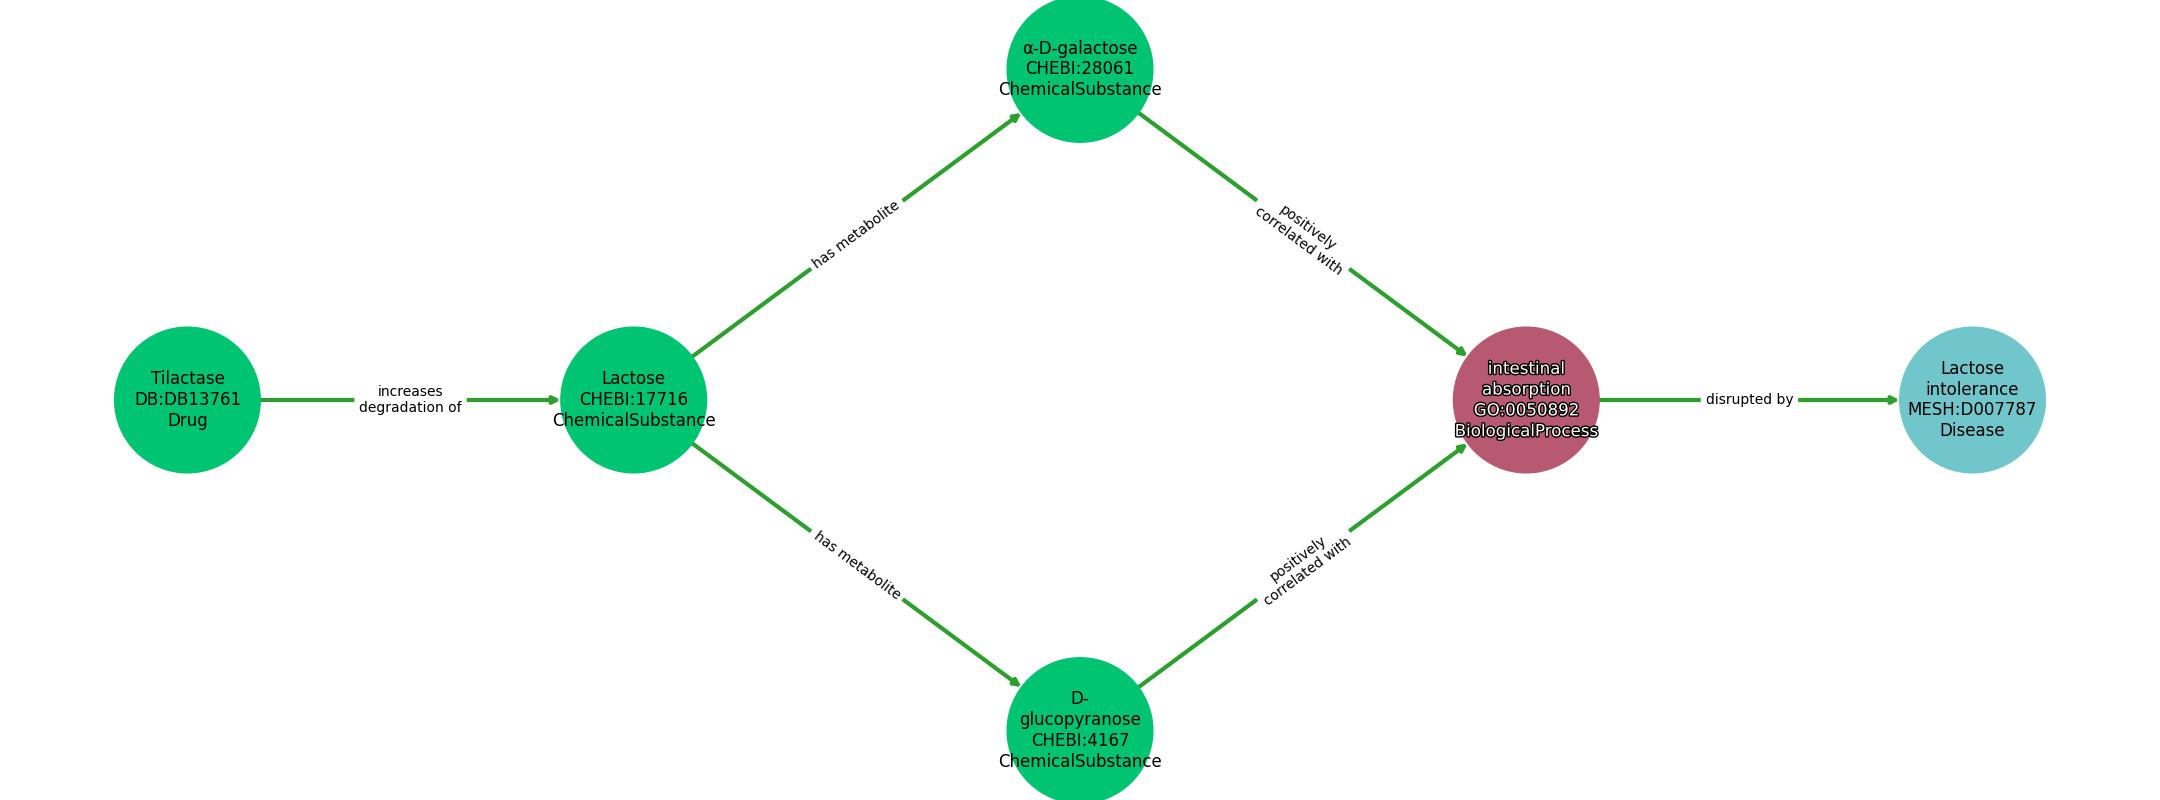 α-D-galactose
CHEBI:28061
ChemicalSubstance
has metabolite
positively
correlated with
Tilactase
DB:DB13761
Drug
increases
degradation of
Lactose
CHEBI:17716
ChemicalSubstance
intestinal
absorption
GO:0050892
BiologicalProcess
disrupted by
Lactose
intolerance
MESH:D007787
Disease
has metabolite
positively
correlated with
D-
glucopyranose
CHEBI:4167
ChemicalSubstance